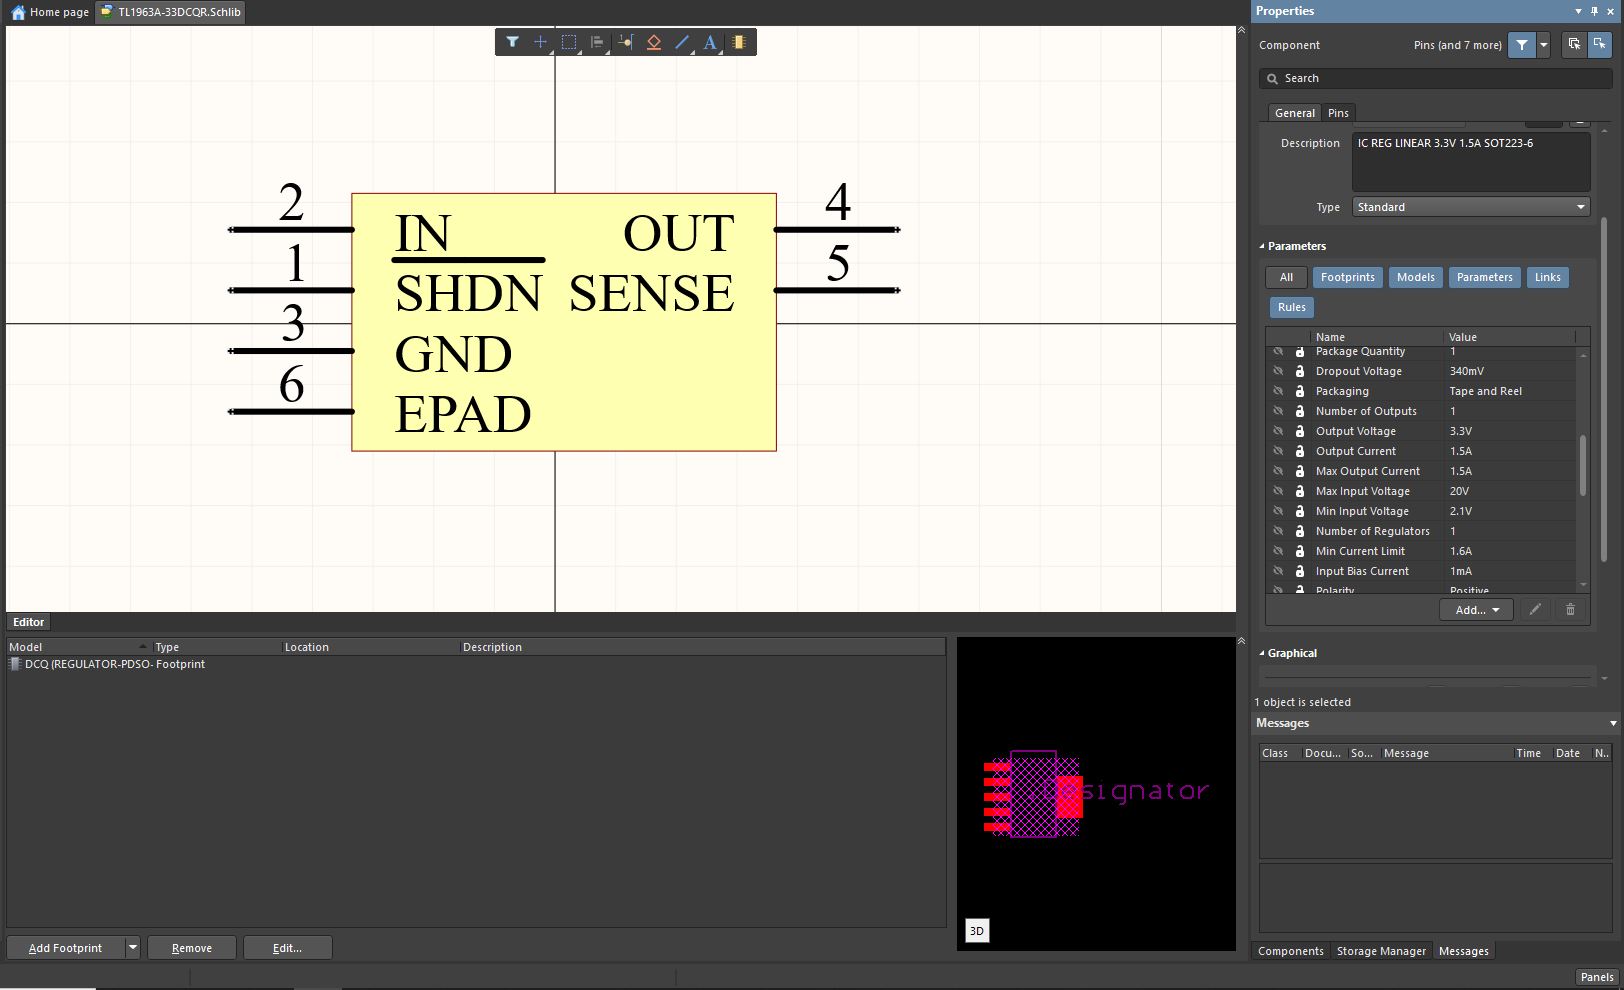 Home page
TL1963A-33DCQR.Schlib
A
2
1
3
6
IN
SHDN
GND
EPAD
OUT
SENSE
4
5
Editor
Model Type Location Description
DCQ (REGULATOR-PDSO- Footprint
esignator
3D
Add Footprint Remove Edit...
Properties
Component Pins (and 7 more)
Search
General Pins
Description IC REG LINEAR 3.3V 1.5A SOT223-6
Type Standard
Parameters
All Footprints Models Parameters Links
Rules
Name Value
Package Quantity 1
Dropout Voltage 340mV
Packaging Tape and Reel
Number of Outputs 1
Output Voltage 3.3V
Output Current 1.5A
Max Output Current 1.5A
Max Input Voltage 20V
Min Input Voltage 2.1V
Number of Regulators 1
Min Current Limit 1.6A
Input Bias Current 1mA
Polarity Positive
Add...
Graphical
1 object is selected
Messages
Class Docu... So... Message Time Date N..
Components Storage Manager Messages
Panels